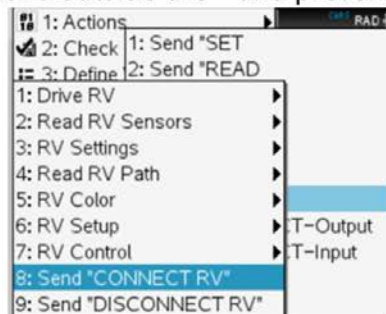 1: Actions
RAD
2: Check
1: Send "SET
3: Define
2: Send "READ
1: Drive RV
2: Read RV Sensors
3: RV Settings
4: Read RV Path
5: RV Color
6: RV Setup
CT-Output
7: RV Control
CT-Input
8: Send "CONNECT RV"
9: Send "DISCONNECT RV"